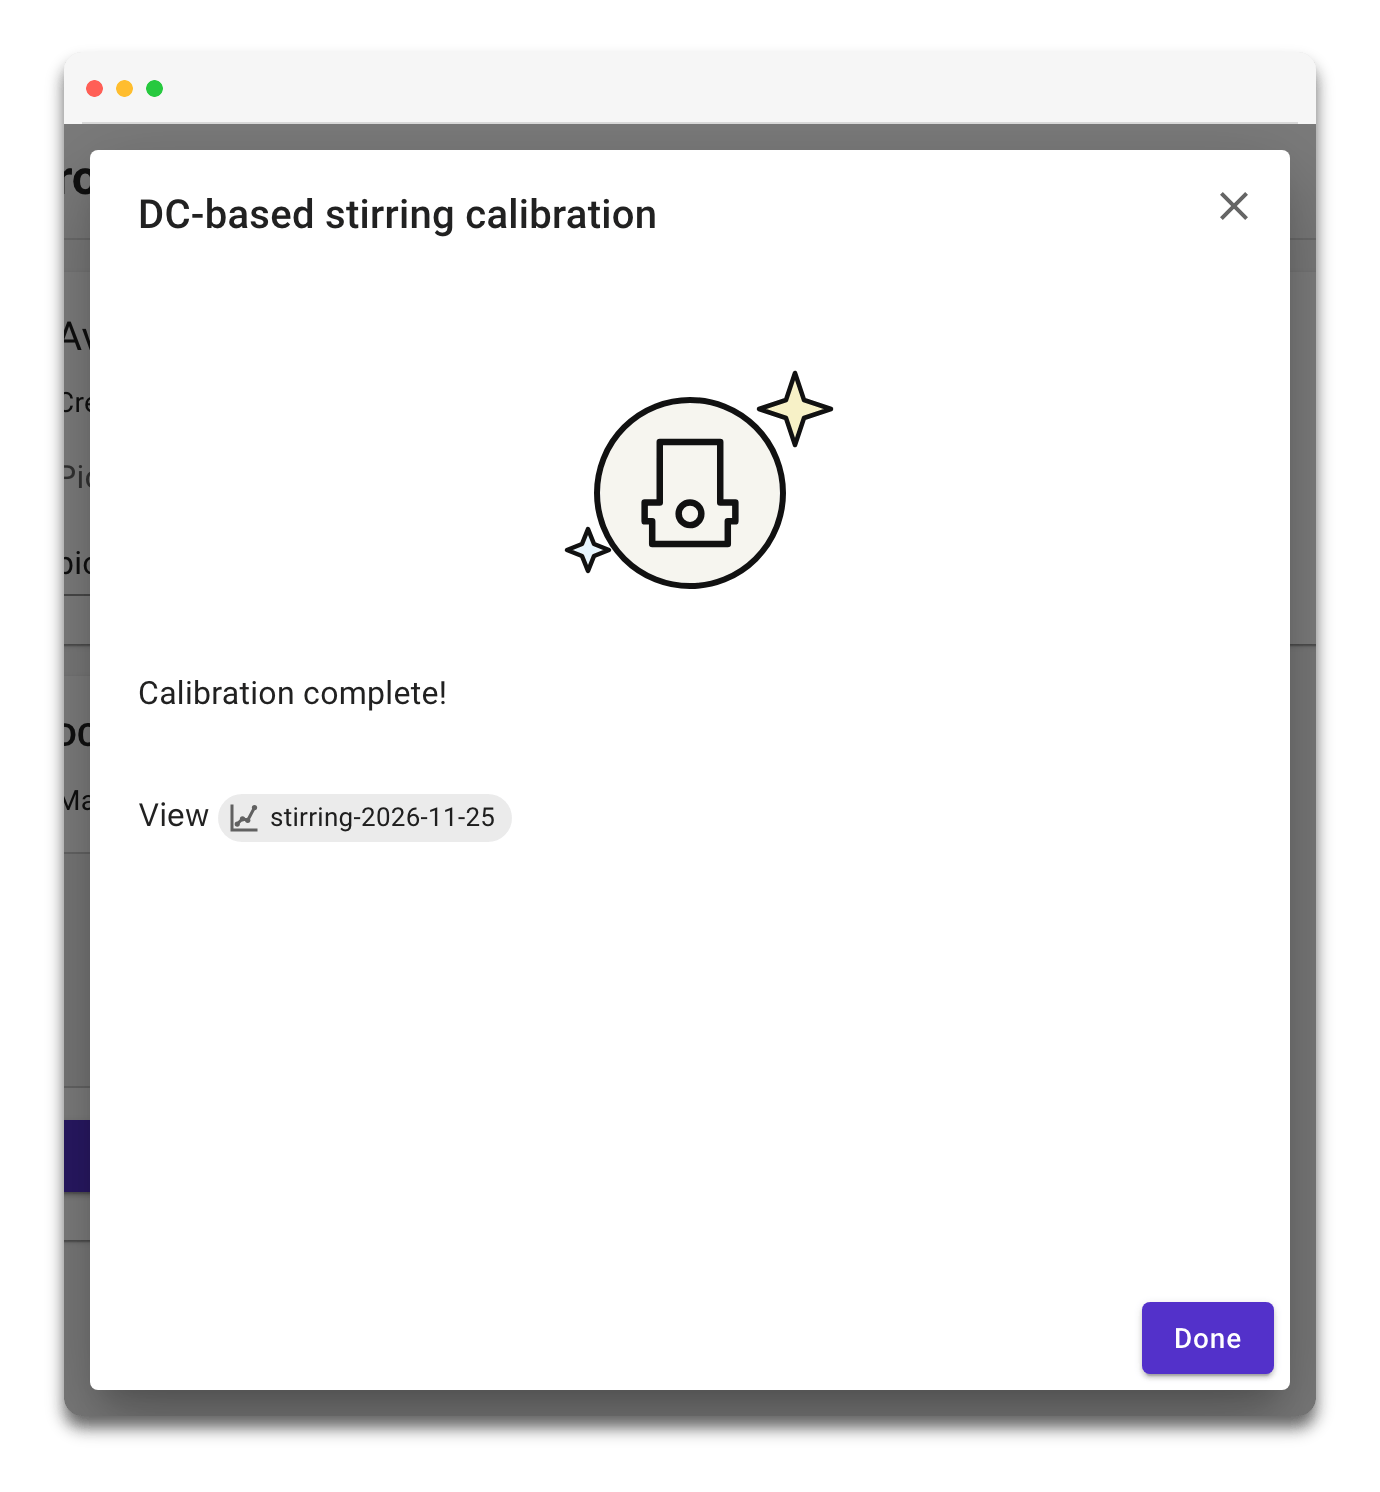 DC-based stirring calibration
Calibration complete!
View stirring-2026-11-25
Done